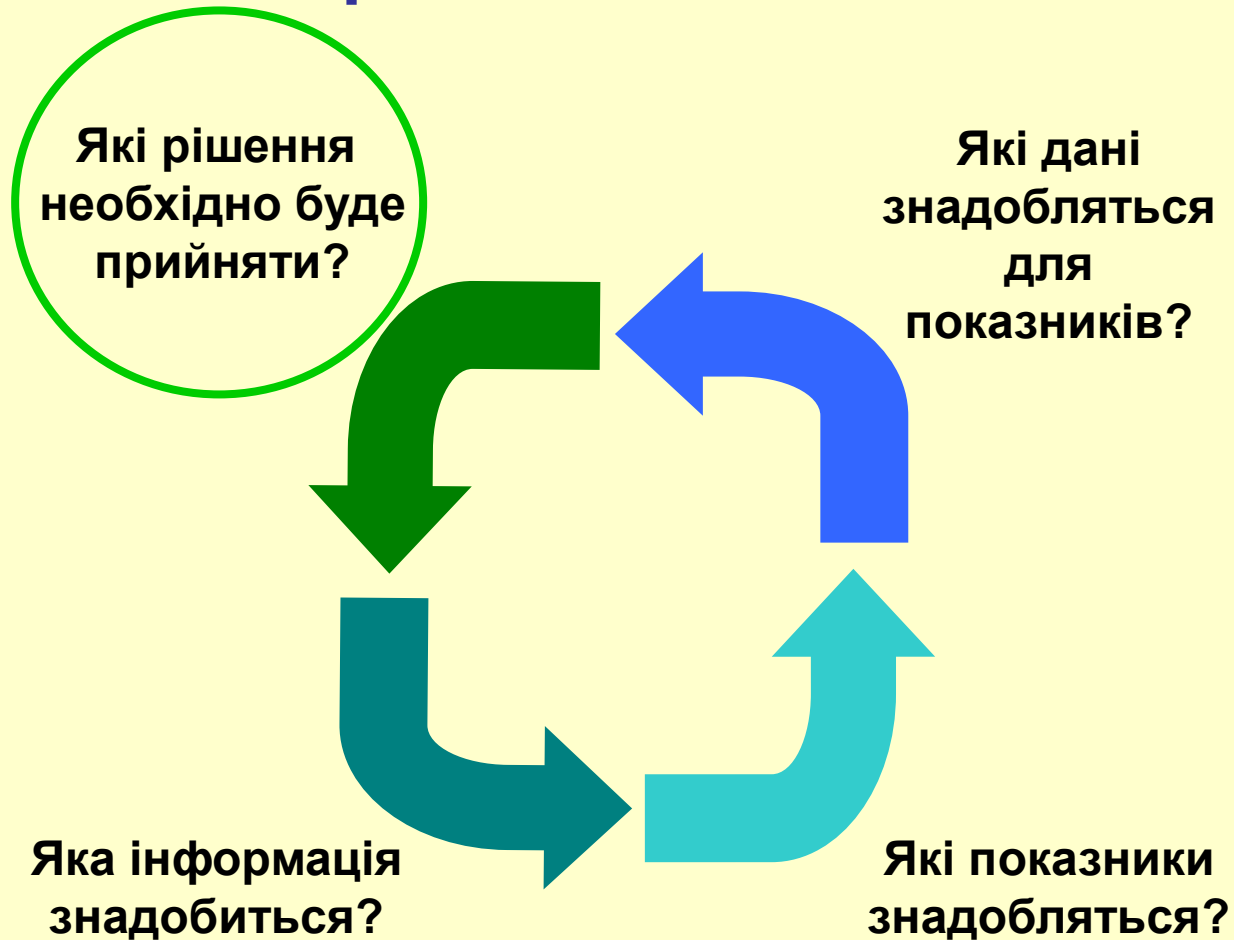 Які рішення
необхідно буде
прийняти?
Які дані
знадобляться
для
показників?
Яка інформація
знадобиться?
Які показники
знадобляться?